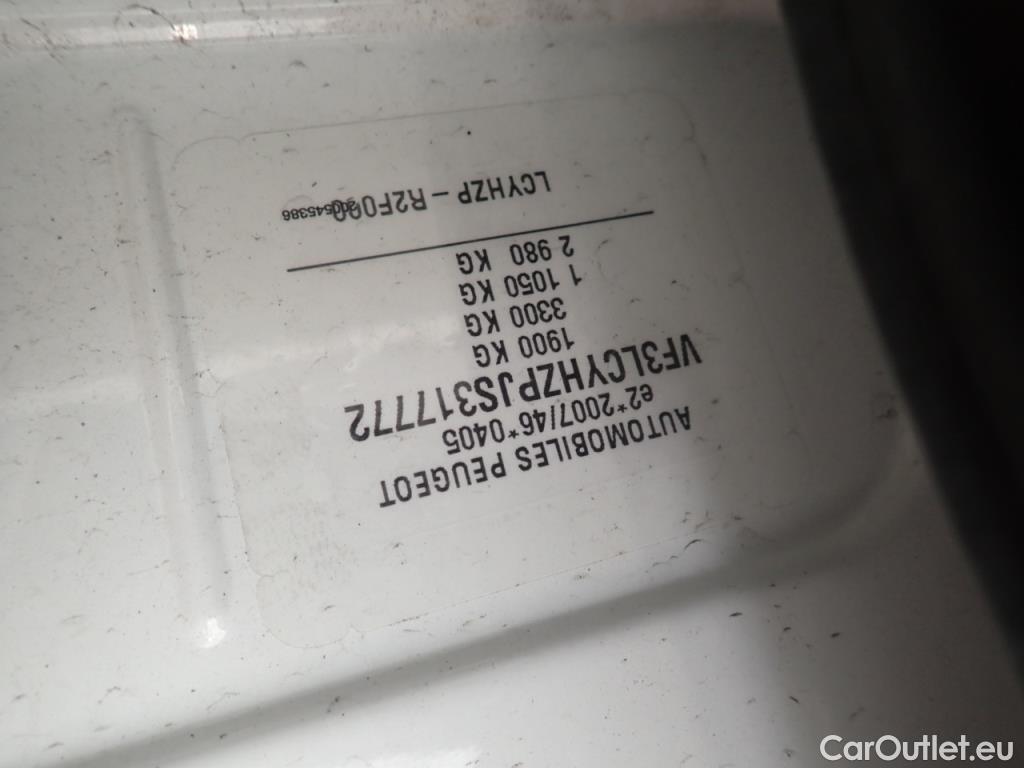 AUTOMOBILES PEUGEOT
e2*2007/46*0405
VF3LCYHZPJS317772
1900 KG
3300 KG
1 1050 KG
2 980 KG
LCYHZP - R2F000
CarOutlet.eu